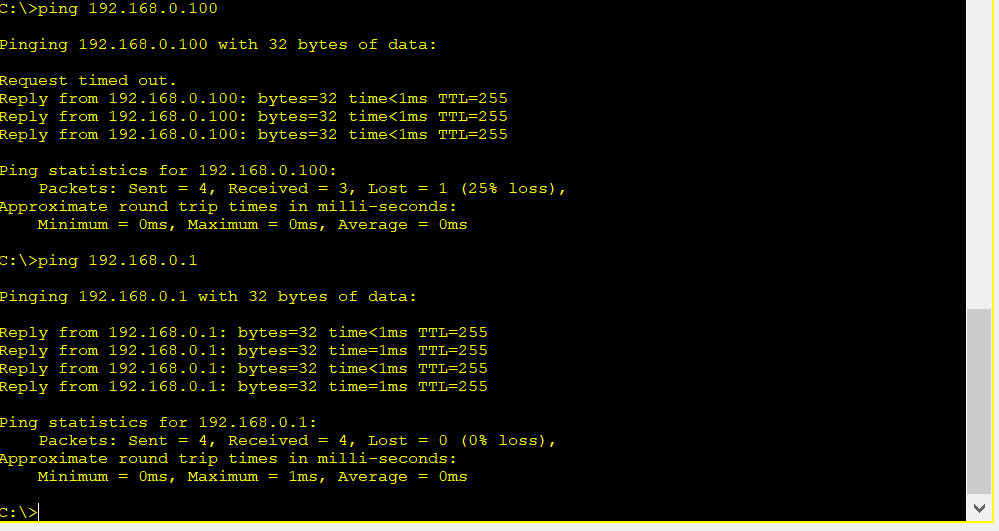 C:\>ping 192.168.0.100
Pinging 192.168.0.100 with 32 bytes of data:
Request timed out.
Reply from 192.168.0.100: bytes=32 time<1ms TTL=255
Reply from 192.168.0.100: bytes=32 time<1ms TTL=255
Reply from 192.168.0.100: bytes=32 time<1ms TTL=255
Ping statistics for 192.168.0.100:
    Packets: Sent = 4, Received = 3, Lost = 1 (25% loss),
Approximate round trip times in milli-seconds:
    Minimum = 0ms, Maximum = 0ms, Average = 0ms
C:\>ping 192.168.0.1
Pinging 192.168.0.1 with 32 bytes of data:
Reply from 192.168.0.1: bytes=32 time<1ms TTL=255
Reply from 192.168.0.1: bytes=32 time=1ms TTL=255
Reply from 192.168.0.1: bytes=32 time<1ms TTL=255
Reply from 192.168.0.1: bytes=32 time=1ms TTL=255
Ping statistics for 192.168.0.1:
    Packets: Sent = 4, Received = 4, Lost = 0 (0% loss),
Approximate round trip times in milli-seconds:
    Minimum = 0ms, Maximum = 1ms, Average = 0ms
C:\>